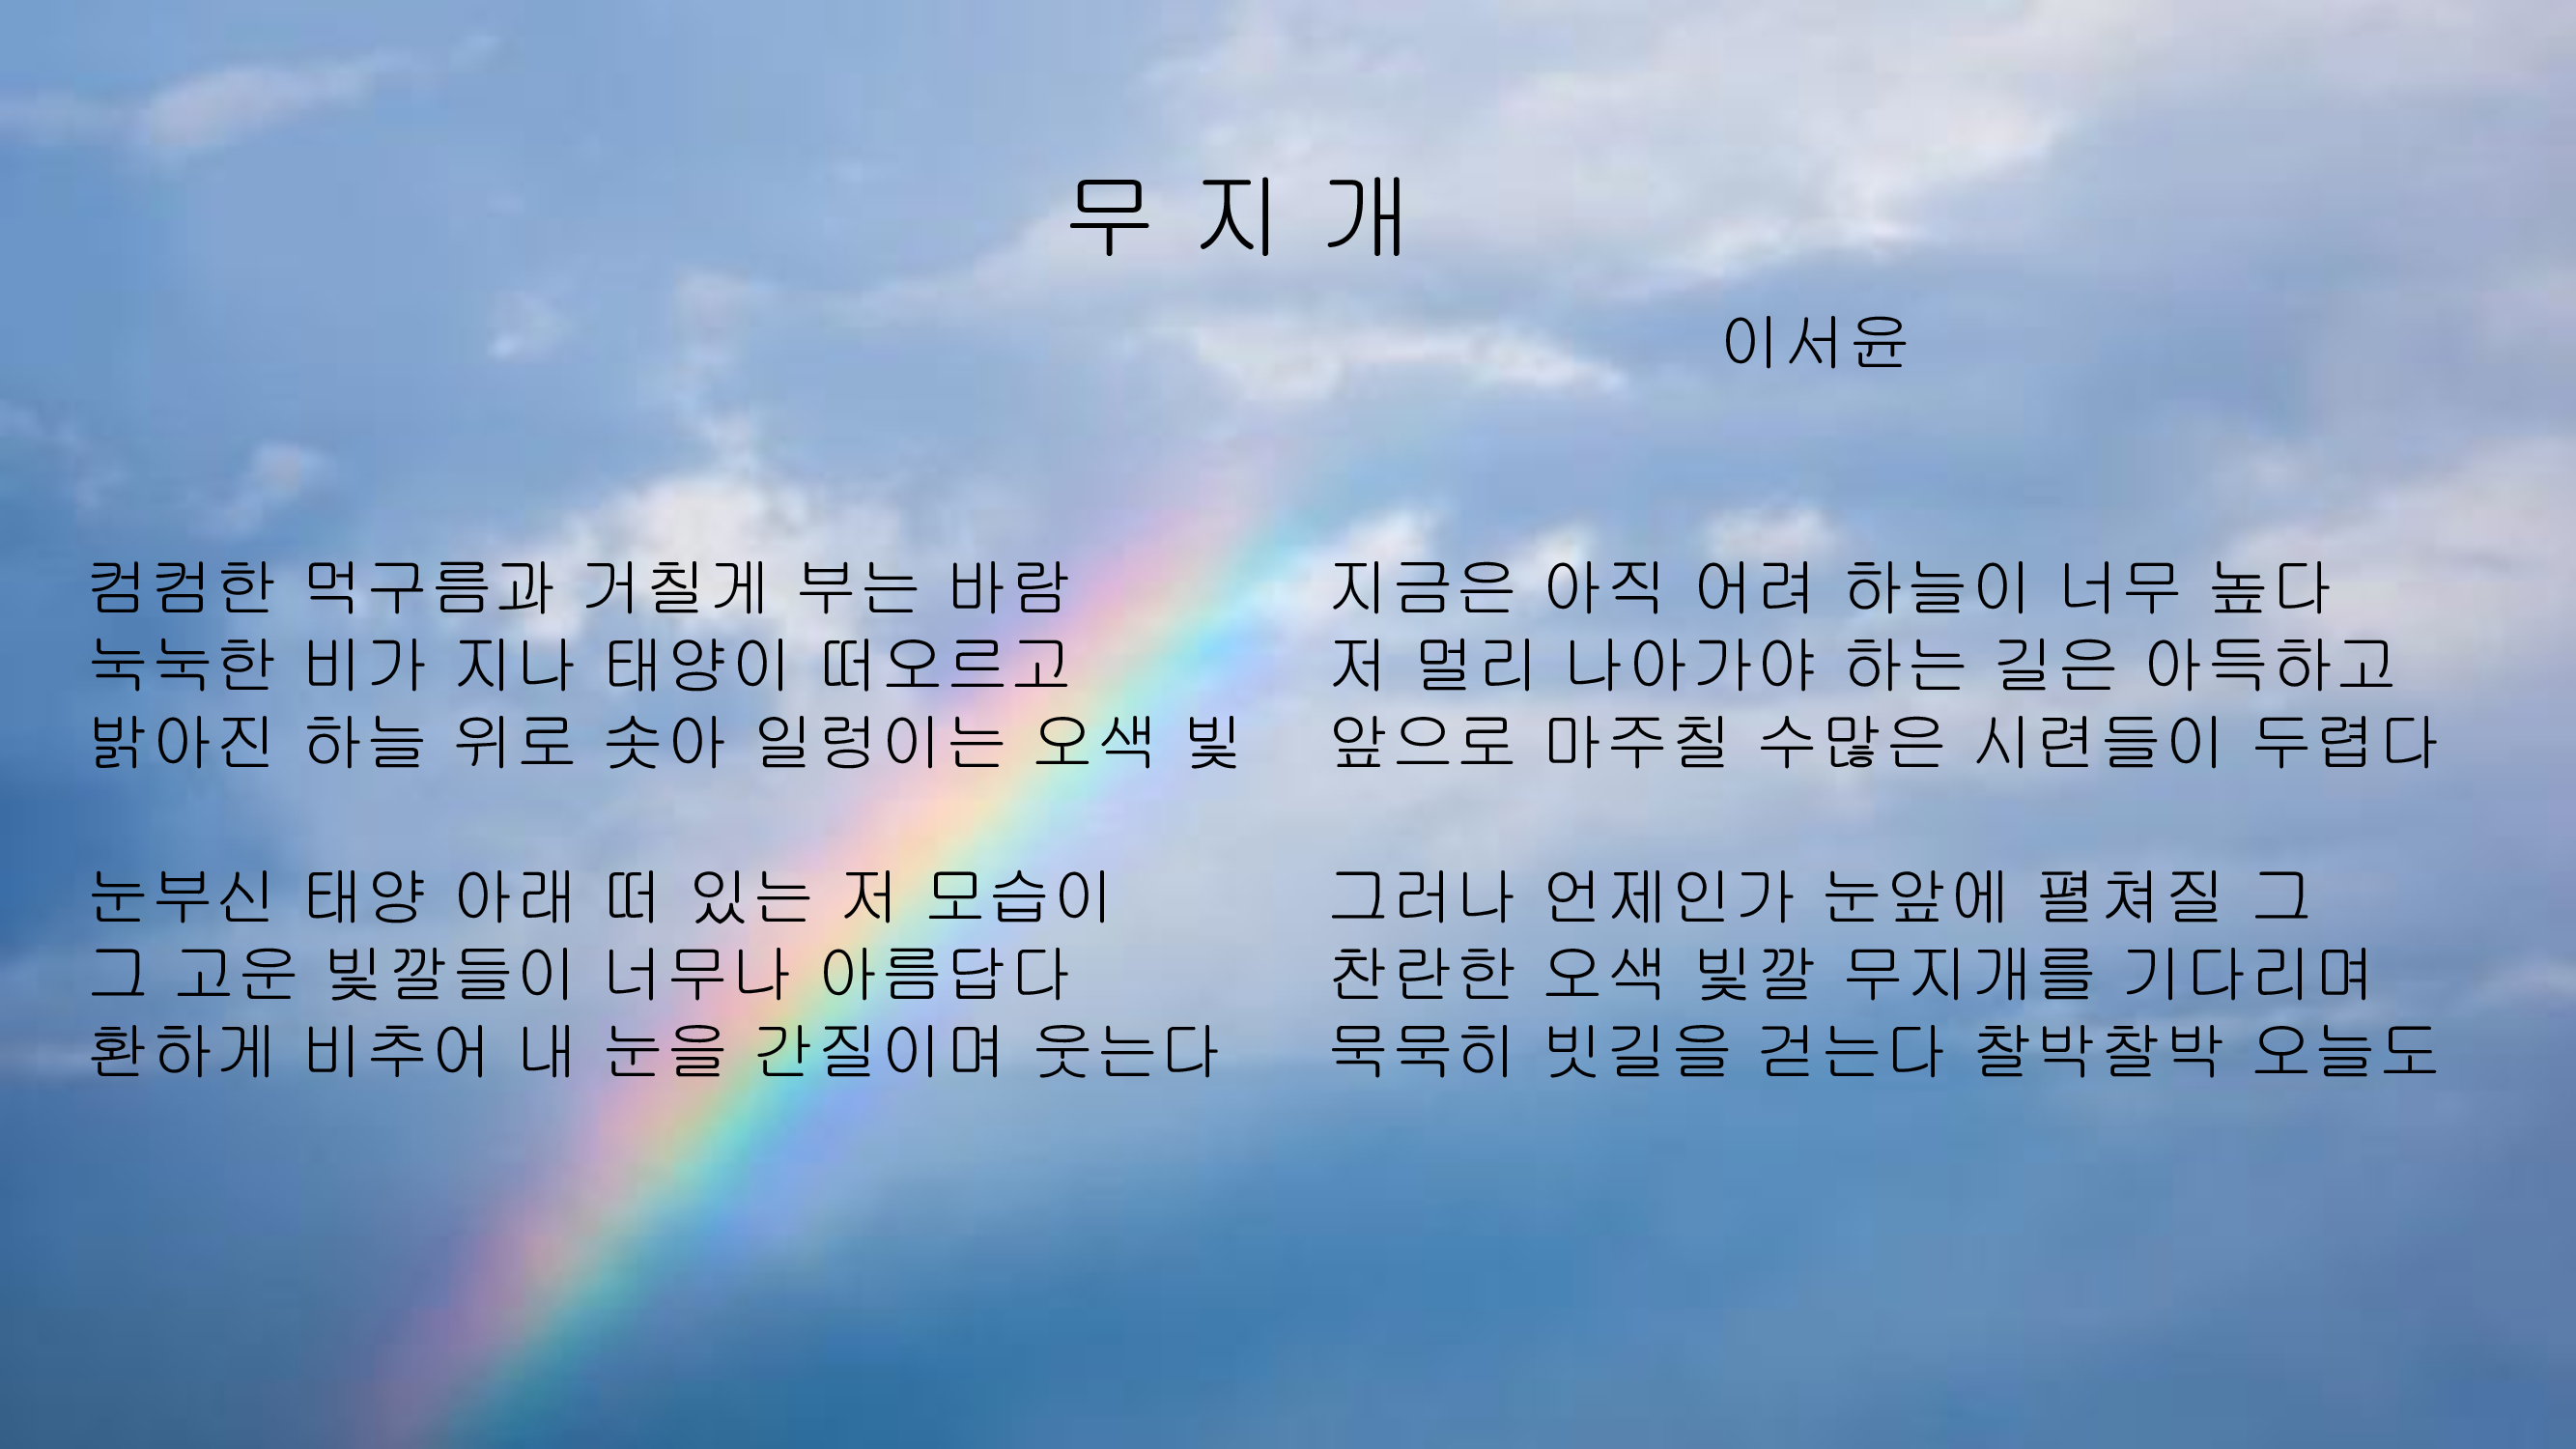 무지개
이서윤
컴컴한 먹구름과 거칠게 부는 바람
눅눅한 비가 지나 태양이 떠오르고
밝아진 하늘 위로 솟아 일렁이는 오색 빛
눈부신 태양 아래 떠 있는 저 모습이
그 고운 빛깔들이 너무나 아름답다
환하게 비추어 내 눈을 간질이며 웃는다
지금은 아직 어려 하늘이 너무 높다
저 멀리 나아가야 하는 길은 아득하고
앞으로 마주칠 수많은 시련들이 두렵다
그러나 언제인가 눈앞에 펼쳐질 그
찬란한 오색 빛깔 무지개를 기다리며
묵묵히 빗길을 걷는다 찰박찰박 오늘도